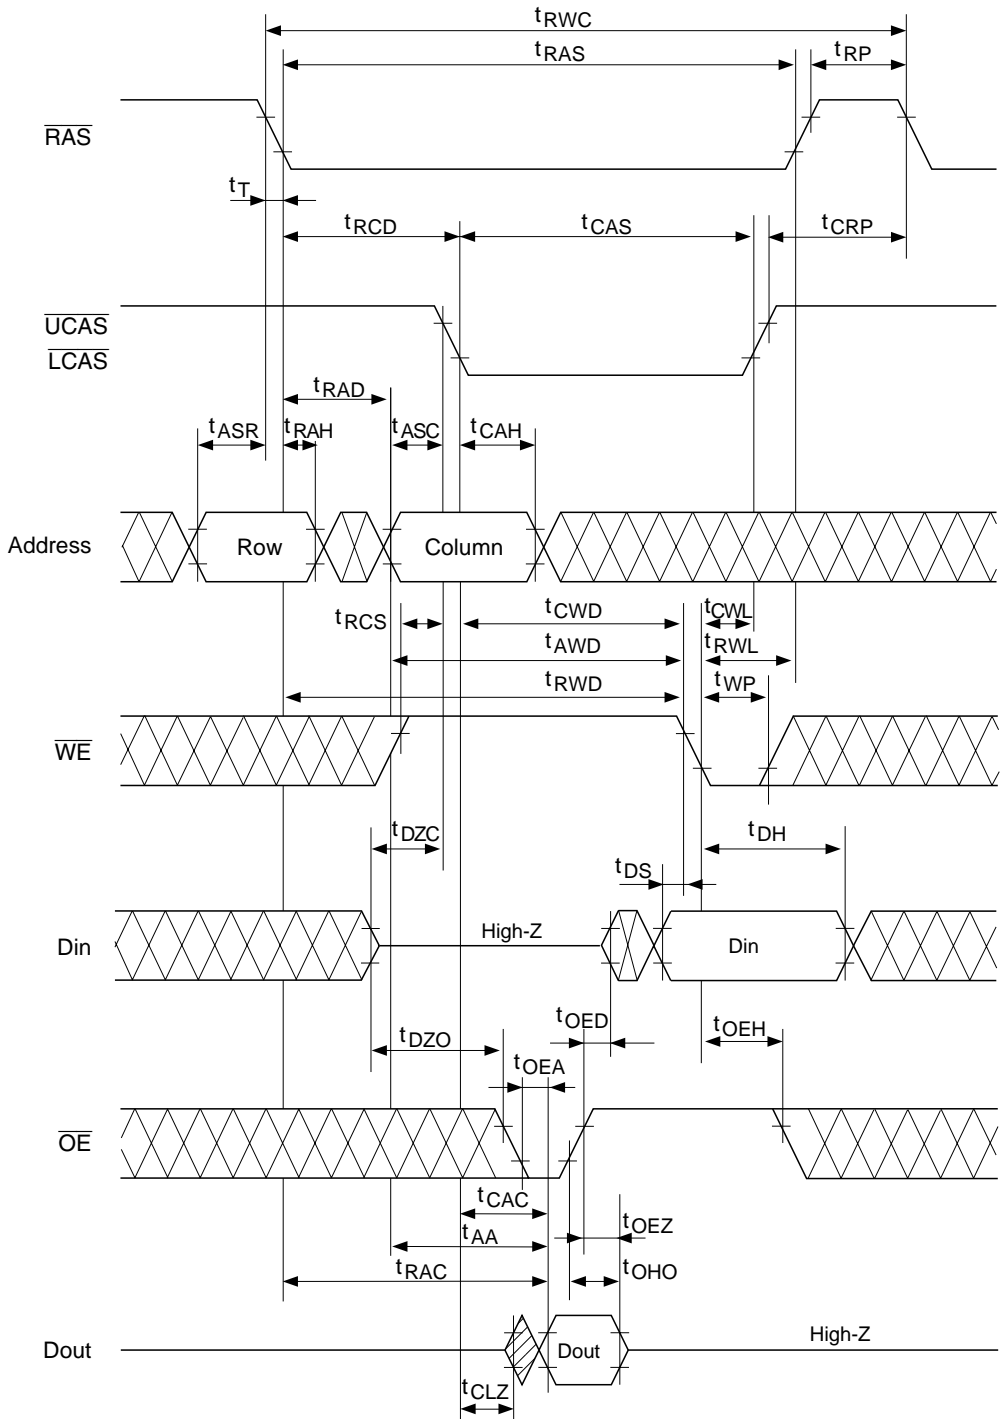 tRWC
tRAS
tRP
RAS
tT
tRCD
tCAS
tCRP
UCAS
LCAS
tRAD
tASR
tRAH
tASC
tCAH
Address
Row
Column
tRCS
tCWD
tCWL
tAWD
tRWL
tRWD
tWP
WE
tDZC
tDH
tDS
Din
High-Z
Din
tOED
tOEH
tDZO
tOEA
OE
tCAC
tOEZ
tAA
tRAC
tOHO
Dout
Dout
High-Z
tCLZ